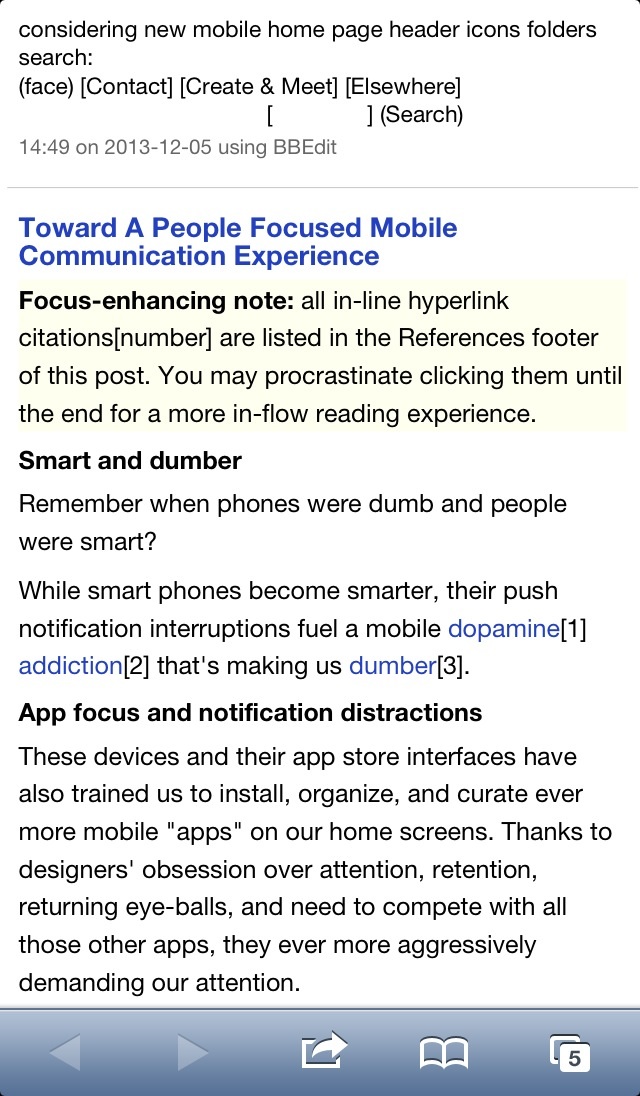 considering new mobile home page header icons folders
search:
(face) [Contact] [Create & Meet] [Elsewhere]
[ ] (Search)
14:49 on 2013-12-05 using BBEdit
Toward A People Focused Mobile
Communication Experience
Focus-enhancing note: all in-line hyperlink
citations[number] are listed in the References footer
of this post. You may procrastinate clicking them until
the end for a more in-flow reading experience.
Smart and dumber
Remember when phones were dumb and people
were smart?
While smart phones become smarter, their push
notification interruptions fuel a mobile dopamine[1]
addiction[2] that's making us dumber[3].
App focus and notification distractions
These devices and their app store interfaces have
also trained us to install, organize, and curate ever
more mobile "apps" on our home screens. Thanks to
designers' obsession over attention, retention,
returning eye-balls, and need to compete with all
those other apps, they ever more aggressively
demanding our attention.
5